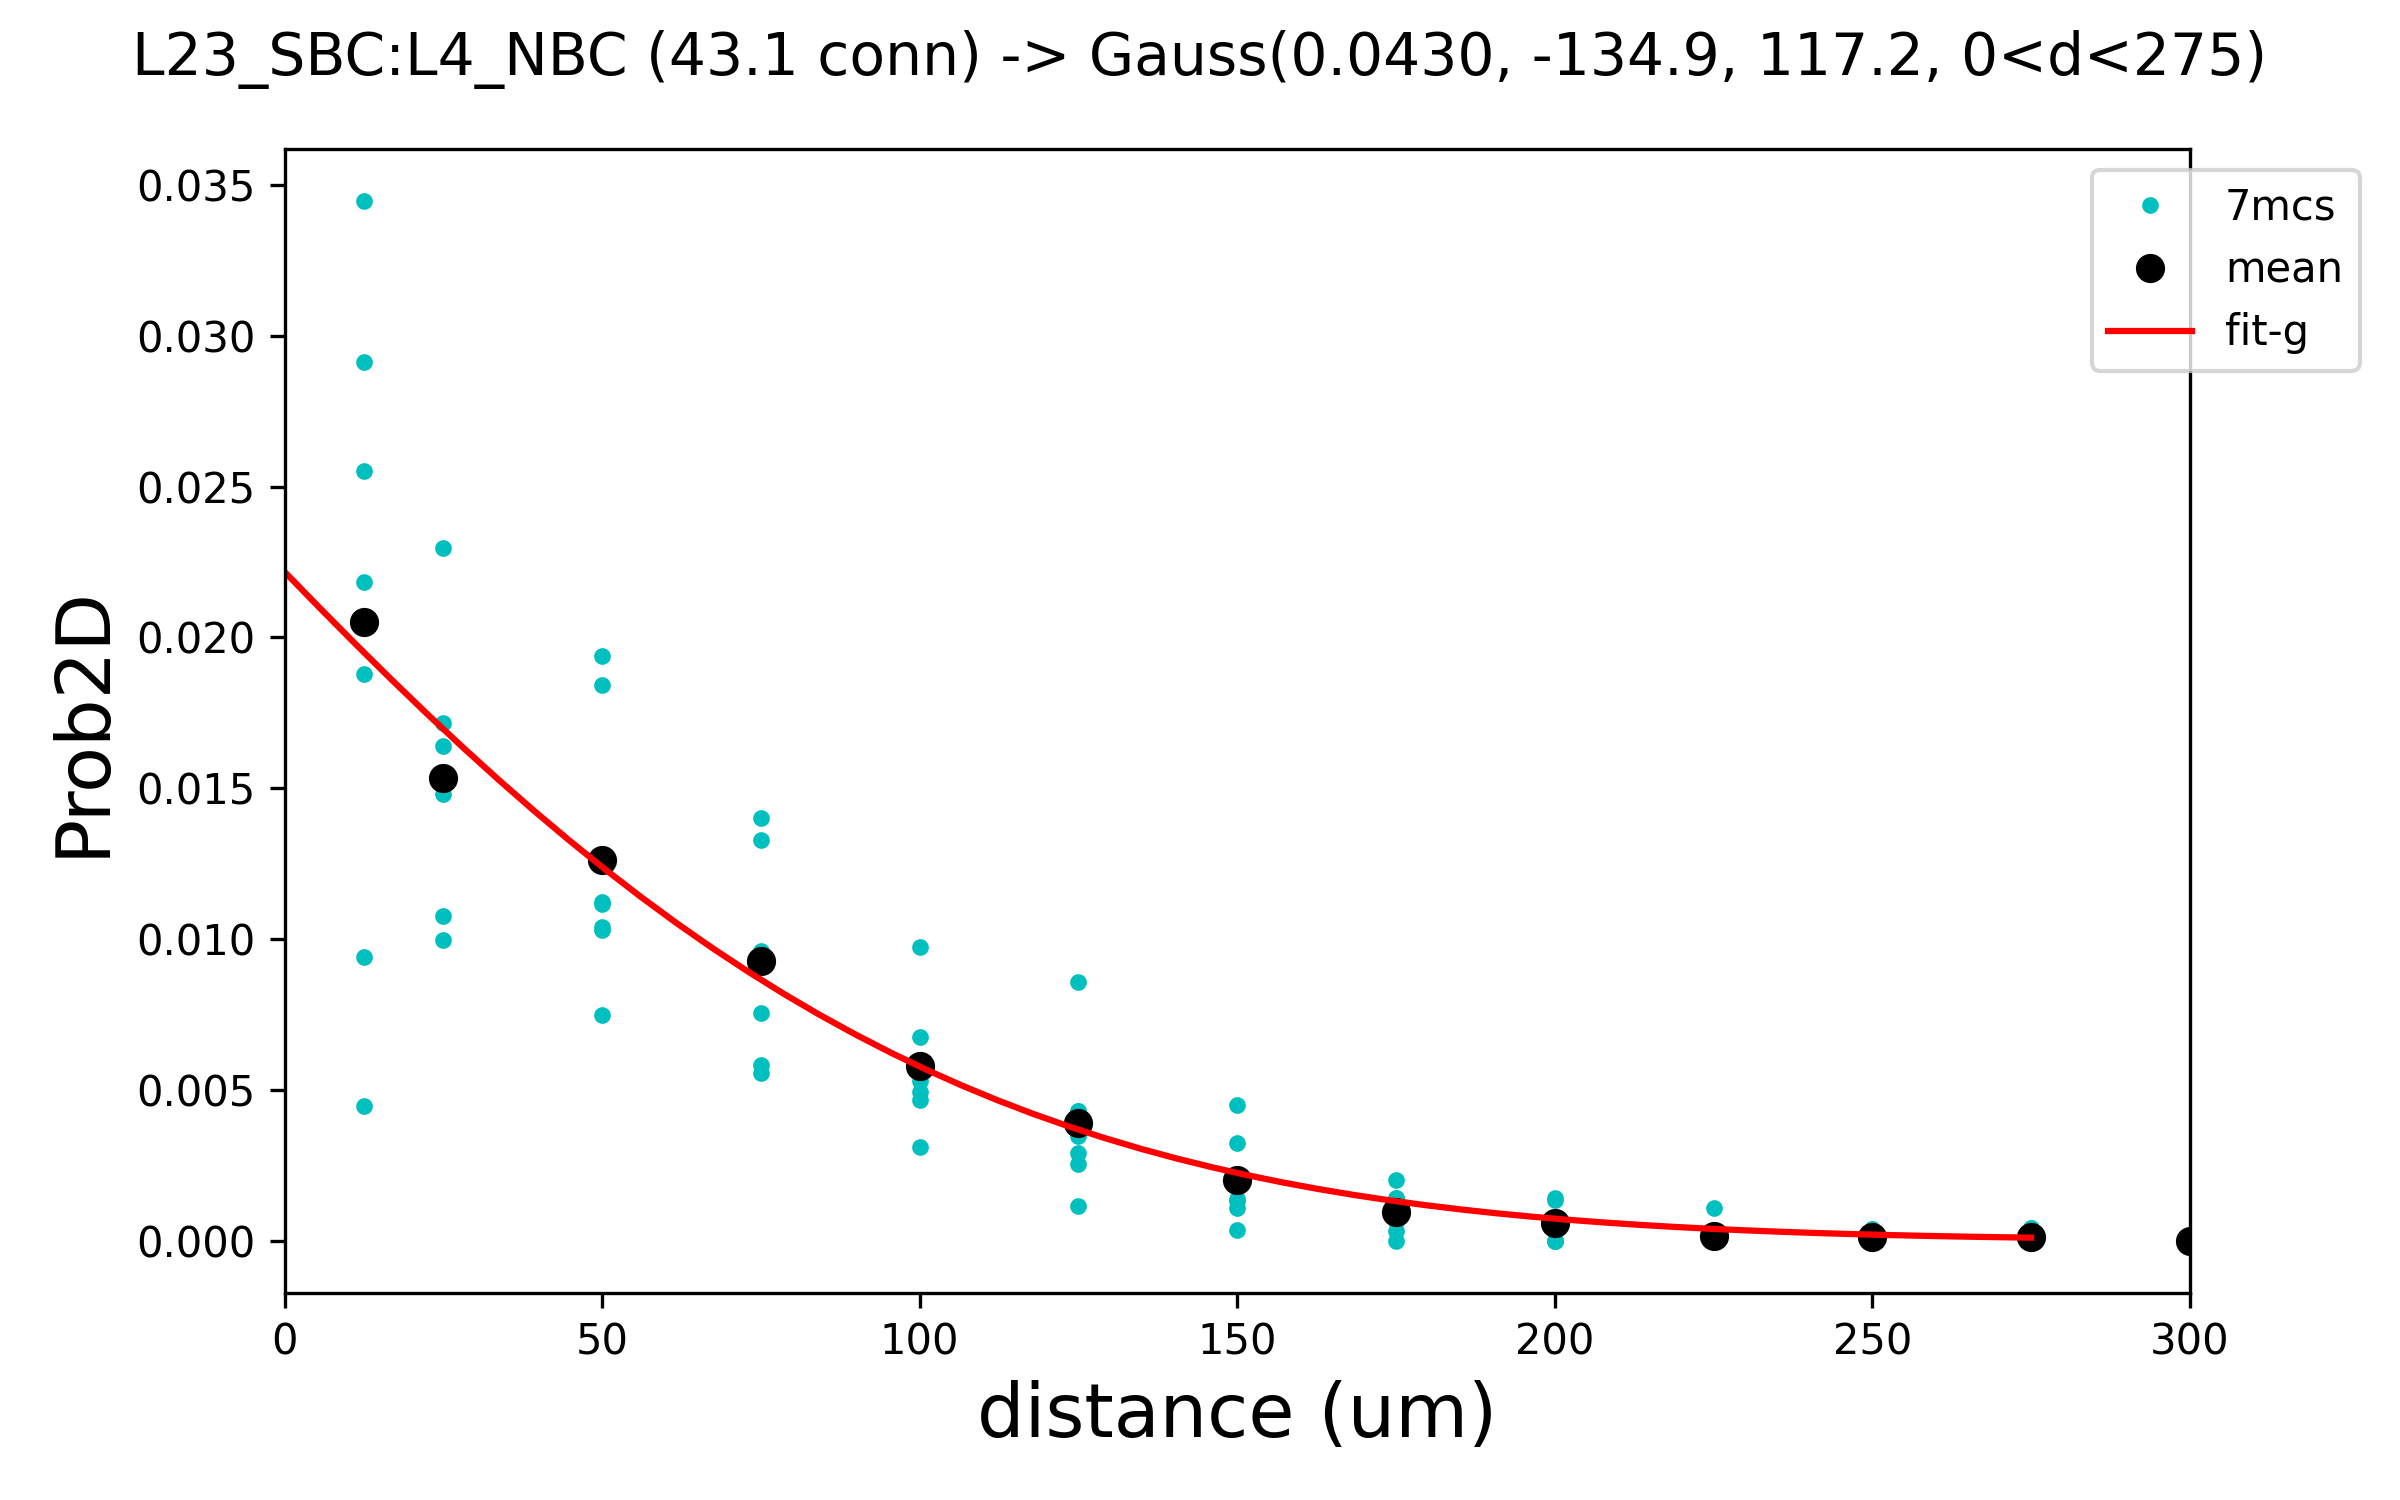 L23_SBC:L4_NBC (43.1 conn) -> Gauss(0.0430, -134.9, 117.2, 0<d<275)
0.035
0.030
0.025
0.020
0.015
0.010
0.005
0.000
Prob2D
7mcs
mean
fit-g
0 50 100 150 200 250 300
distance (um)